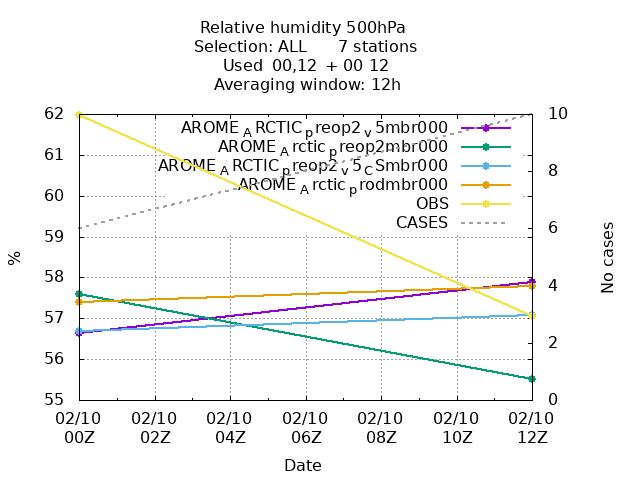 Relative humidity 500hPa
Selection: ALL 7 stations
Used 00,12 + 00 12
Averaging window: 12h
62
61
60
59
58
57
56
55
%
10
8
6
4
2
0
No cases
AROME_ARCTIC_preop2_v5mbr000
AROME_Arctic_preop2mbr000
AROME_ARCTIC_preop2_v5_CSmbr000
AROME_Arctic_prodmbr000
OBS
CASES
02/10 02/10 02/10 02/10 02/10 02/10 02/10
00Z 02Z 04Z 06Z 08Z 10Z 12Z
Date